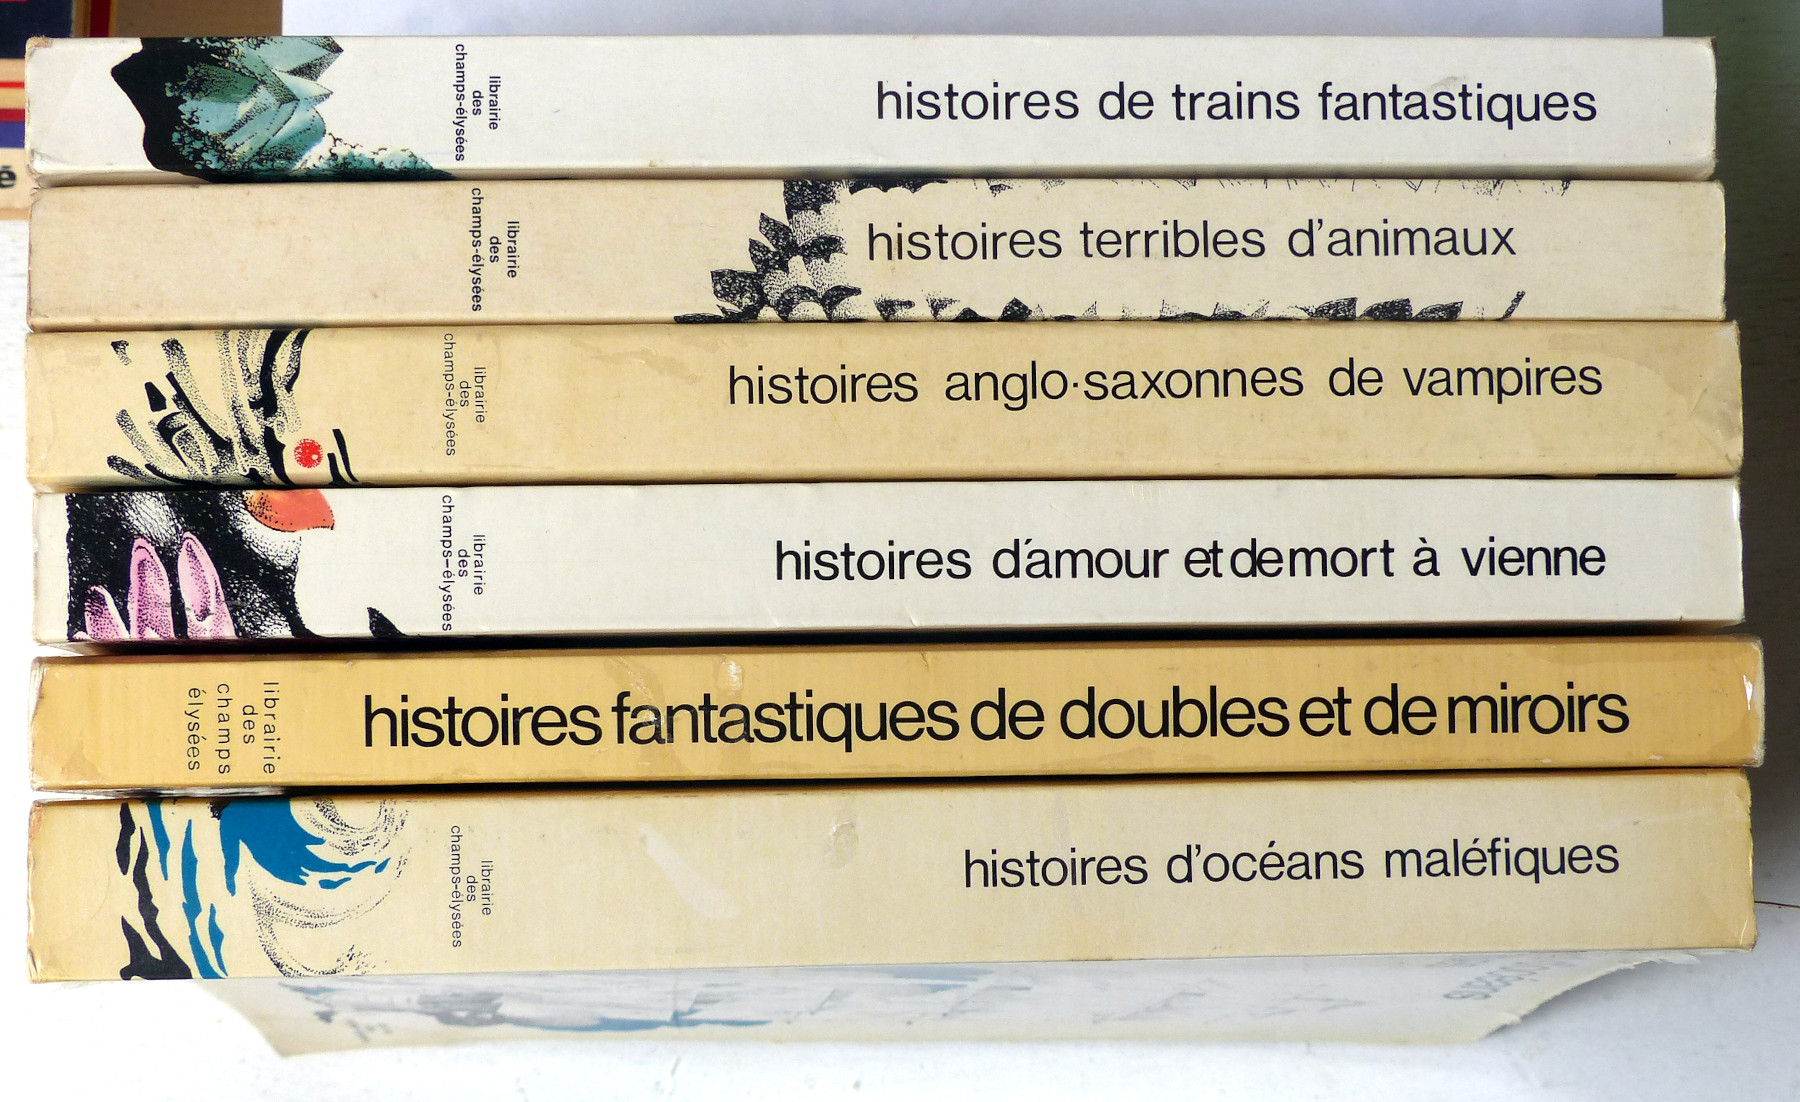 librairie
des
champs-élysées
histoires de trains fantastiques
é
librairie
des
champs-élysées
histoires terribles d'animaux
librairie
des
champs-élysées
histoires anglo·saxonnes de vampires
librairie
des
champs-élysées
histoires d'amour et de mort à vienne
librairie
des
champs
élysées
histoires fantastiques de doubles et de miroirs
librairie
des
champs-élysées
histoires d'océans maléfiques